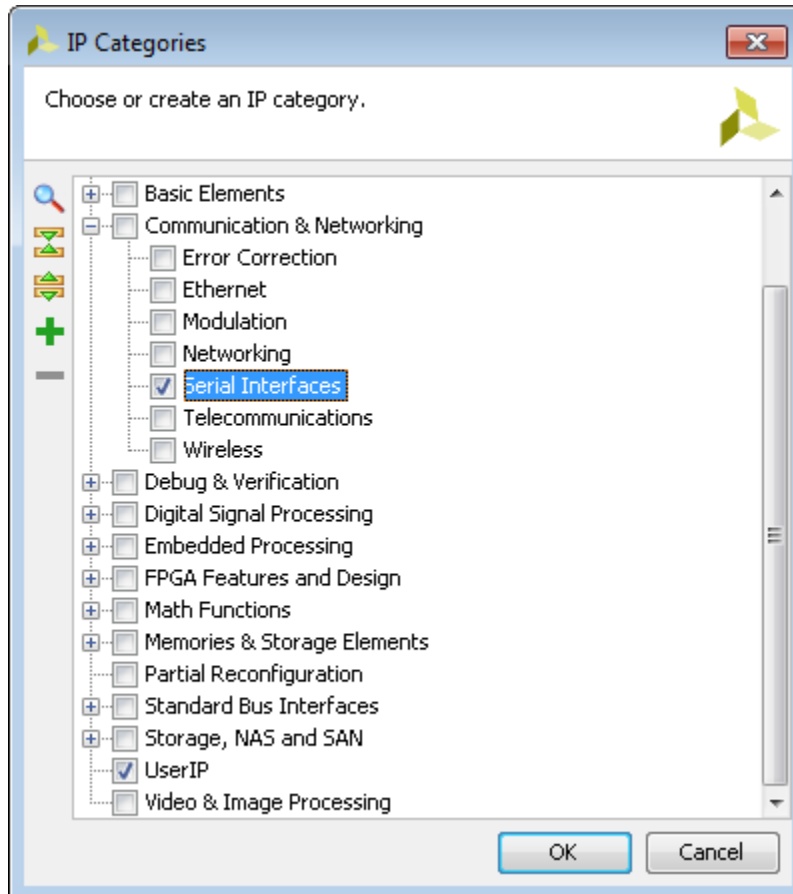 IP Categories
Choose or create an IP category.
Basic Elements
Communication & Networking
Error Correction
Ethernet
Modulation
Networking
Serial Interfaces
Telecommunications
Wireless
Debug & Verification
Digital Signal Processing
Embedded Processing
FPGA Features and Design
Math Functions
Memories & Storage Elements
Partial Reconfiguration
Standard Bus Interfaces
Storage, NAS and SAN
UserIP
Video & Image Processing
OK Cancel